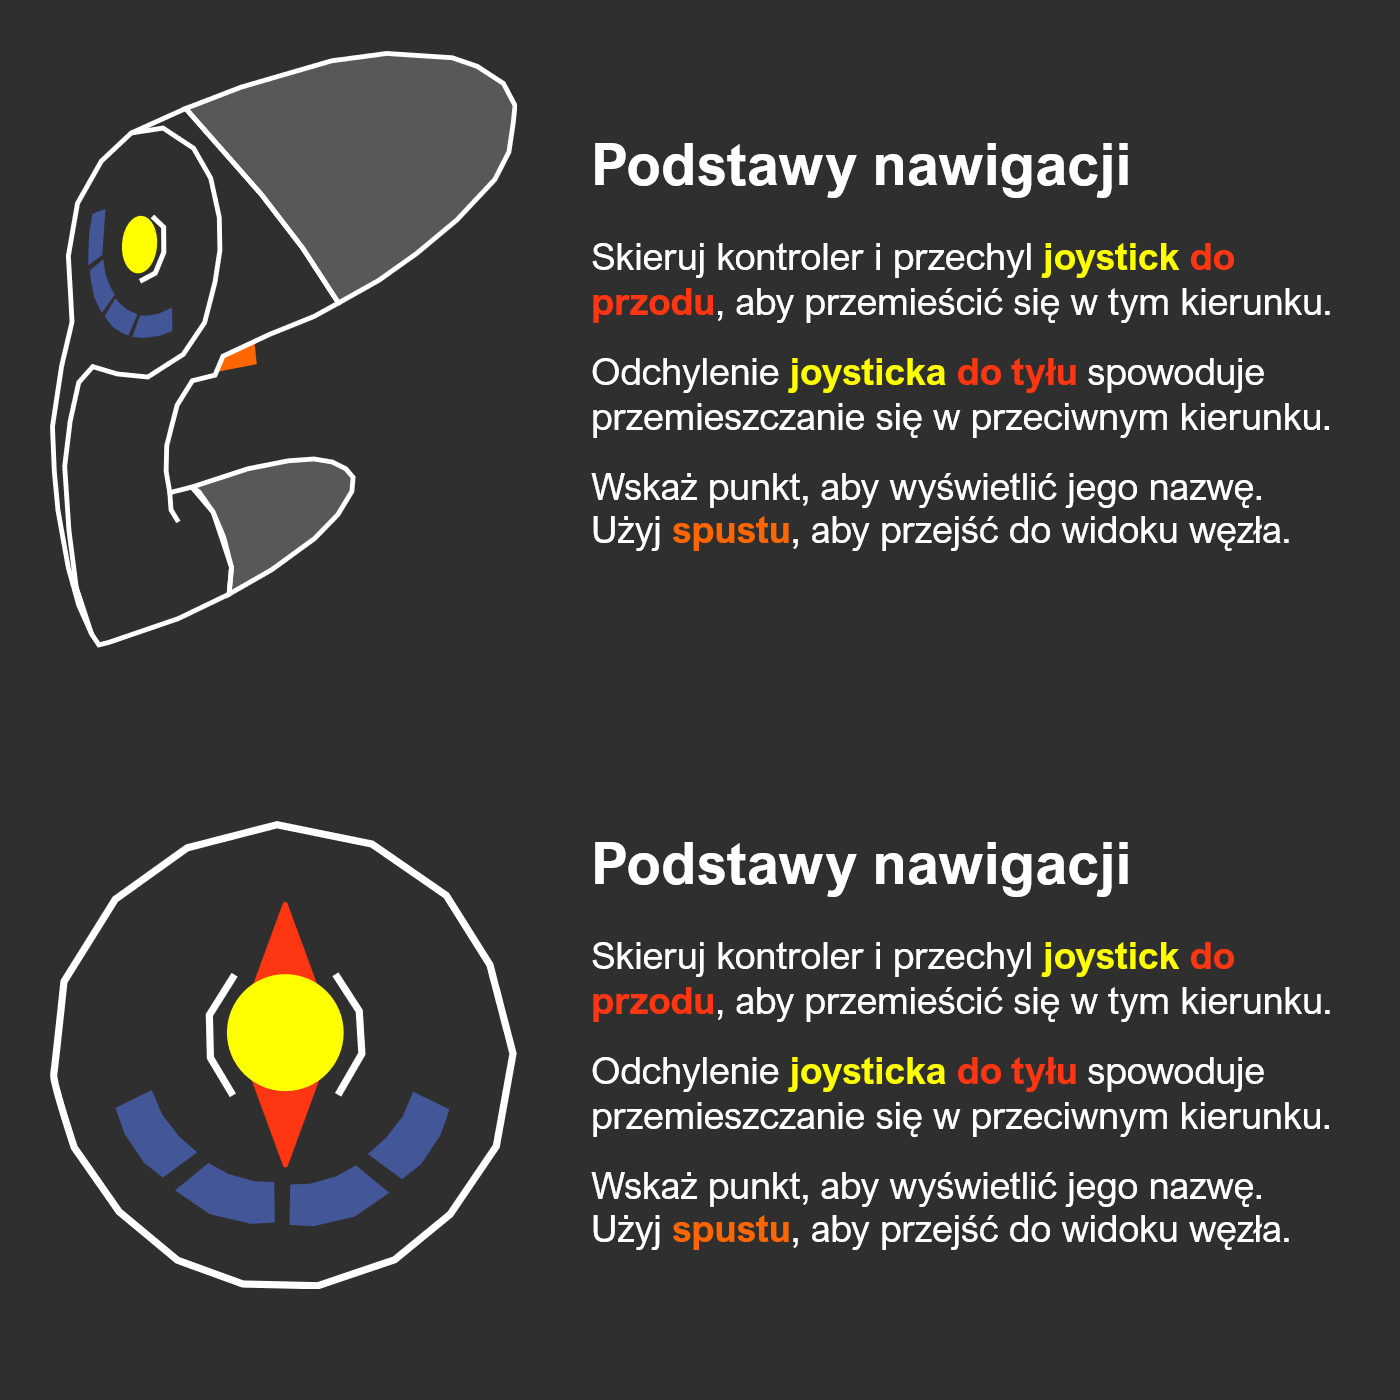 Podstawy nawigacji
Skieruj kontroler i przechyl joystick do
przodu, aby przemieścić się w tym kierunku.
Odchylenie joysticka do tyłu spowoduje
przemieszczanie się w przeciwnym kierunku.
Wskaż punkt, aby wyświetlić jego nazwę.
Użyj spustu, aby przejść do widoku węzła.
Podstawy nawigacji
Skieruj kontroler i przechyl joystick do
przodu, aby przemieścić się w tym kierunku.
Odchylenie joysticka do tyłu spowoduje
przemieszczanie się w przeciwnym kierunku.
Wskaż punkt, aby wyświetlić jego nazwę.
Użyj spustu, aby przejść do widoku węzła.